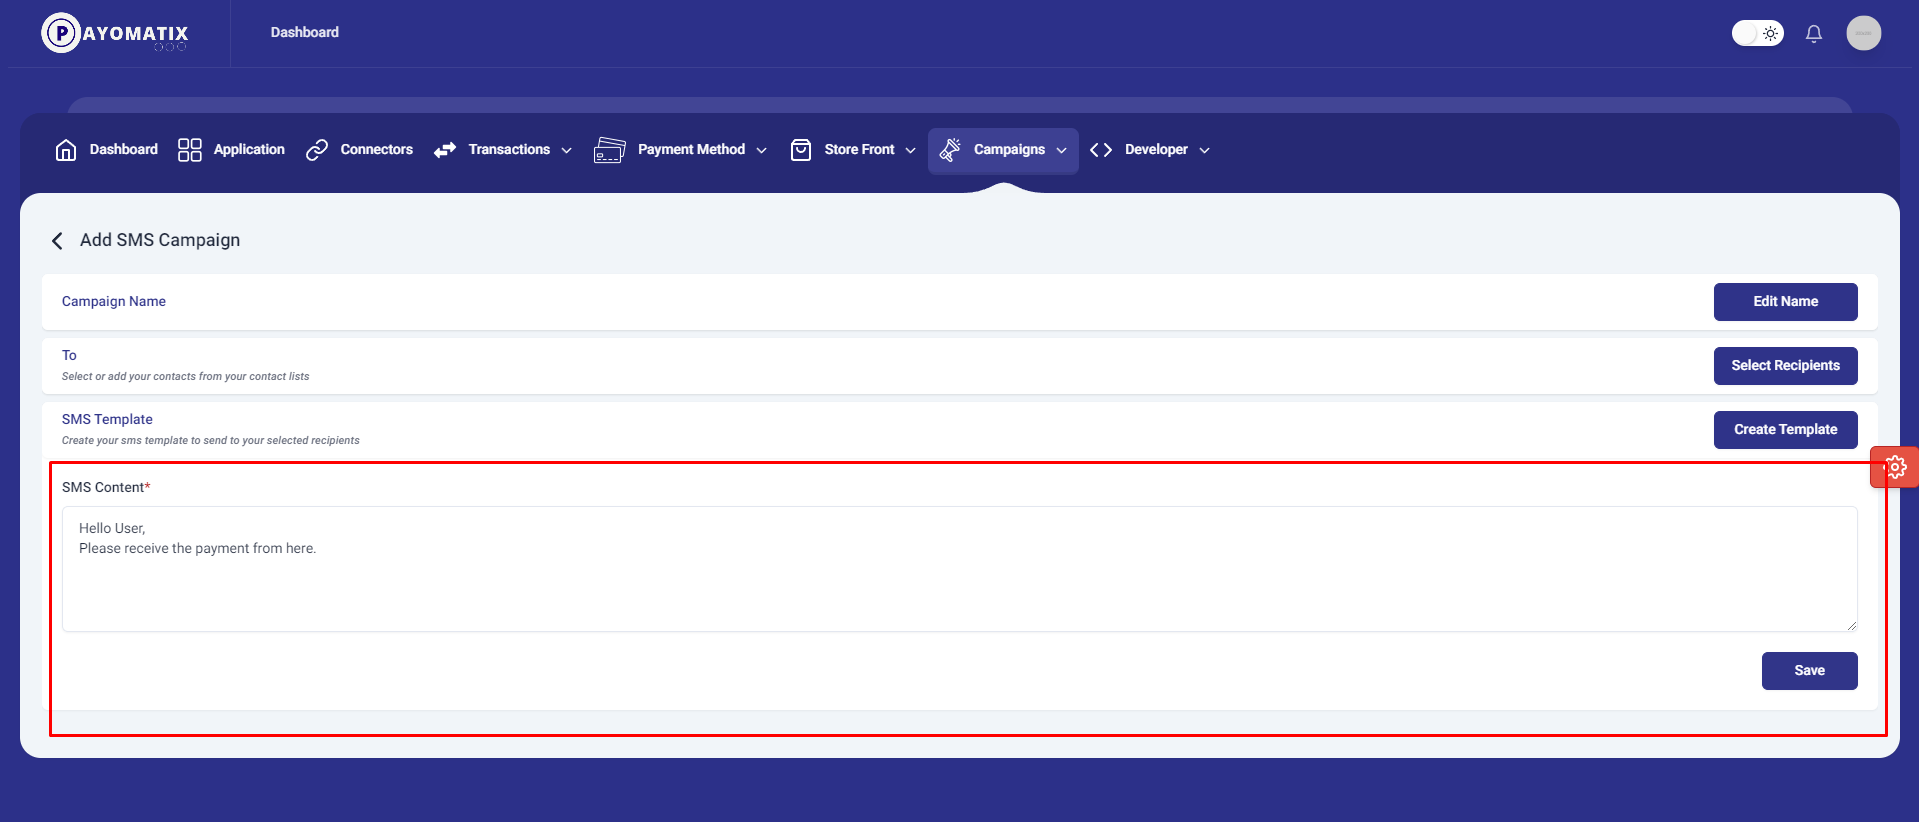 PAYOMATIX
Dashboard
Dashboard
Application
Connectors
Transactions
Payment Method
Store Front
Campaigns
Developer
Add SMS Campaign
Campaign Name
Edit Name
To
Select or add your contacts from your contact lists
Select Recipients
SMS Template
Create your sms template to send to your selected recipients
Create Template
SMS Content*
Hello User,
Please receive the payment from here.
Save